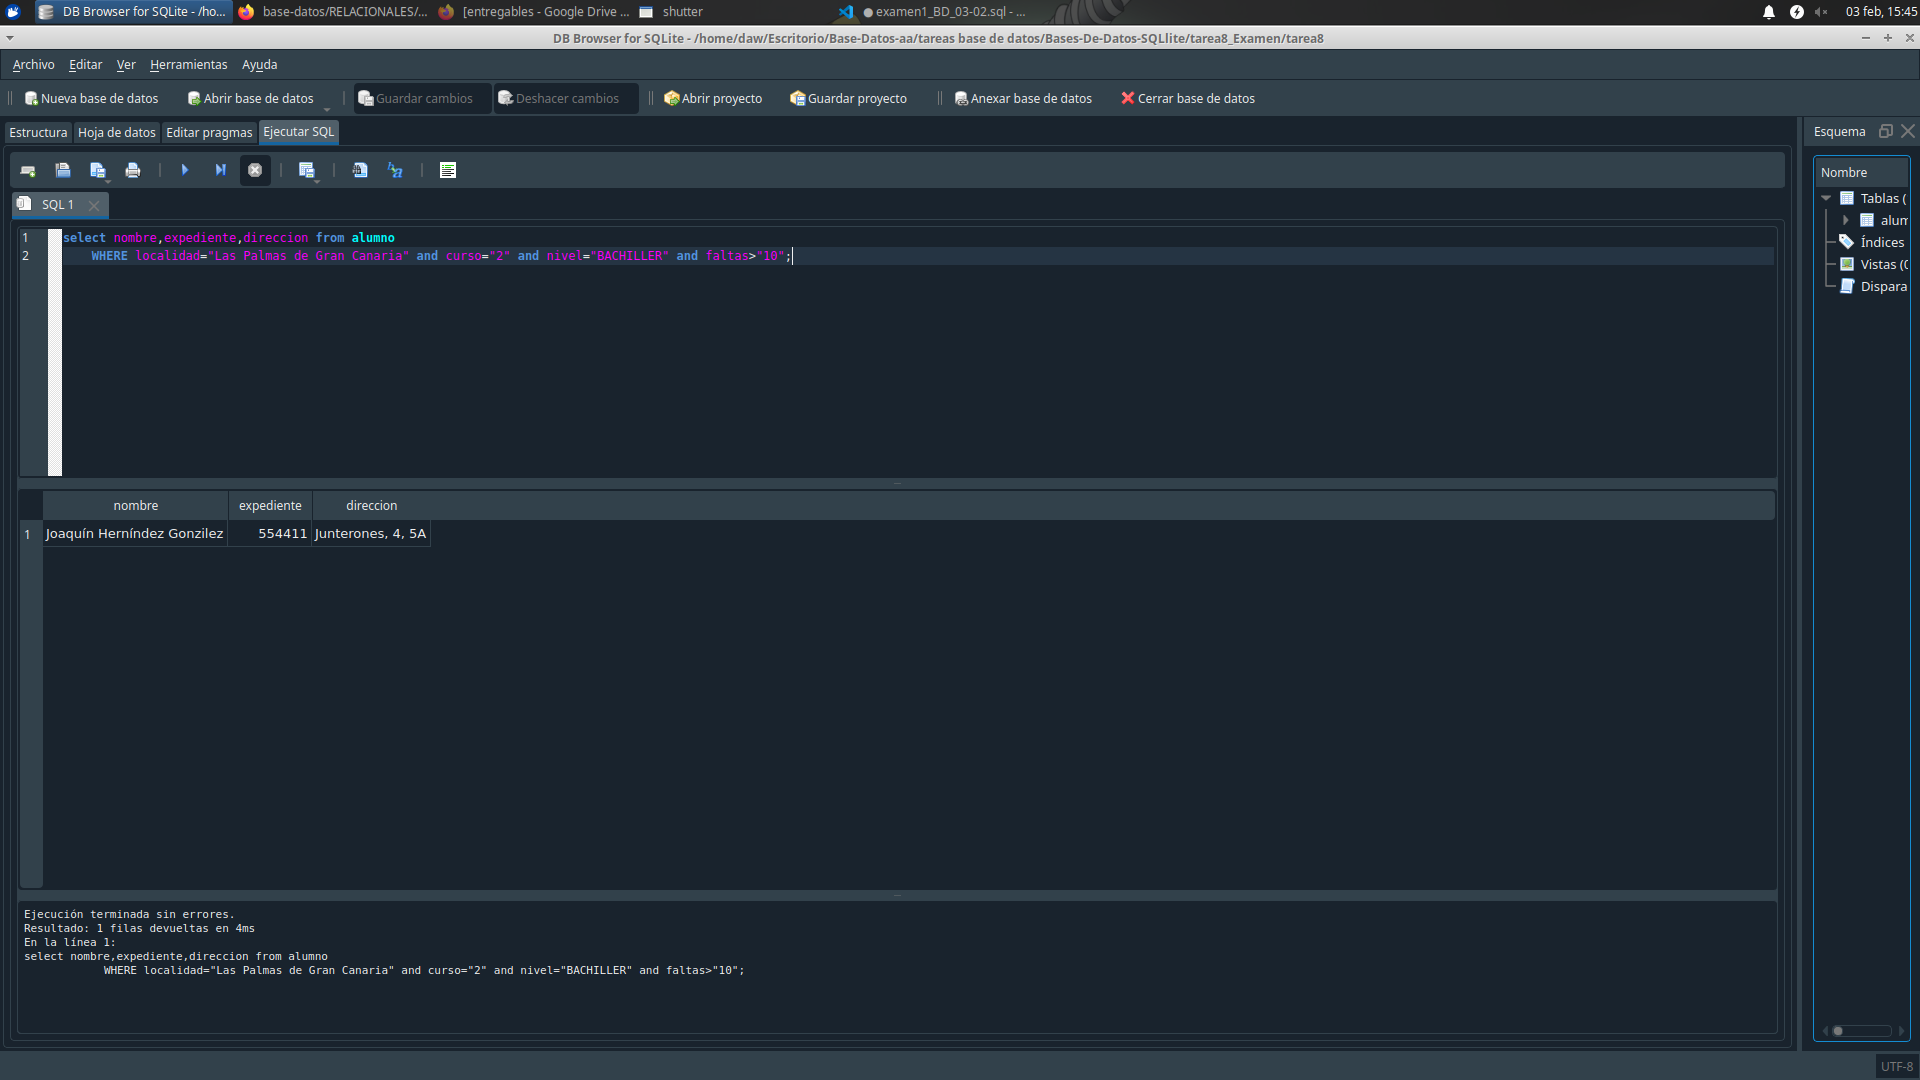 DB Browser for SQLite - /ho...
base-datos/RELACIONALES/...
[entregables - Google Drive ...
shutter
examen1_BD_03-02.sql - ...
03 feb, 15:45
DB Browser for SQLite - /home/daw/Escritorio/Base-Datos-aa/tareas base de datos/Bases-De-Datos-SQLlite/tarea8_Examen/tarea8
Archivo Editar Ver Herramientas Ayuda
Nueva base de datos Abrir base de datos Guardar cambios Deshacer cambios Abrir proyecto Guardar proyecto Anexar base de datos Cerrar base de datos
Estructura Hoja de datos Editar pragmas Ejecutar SQL
SQL 1
1 select nombre,expediente,direccion from alumno
2 WHERE localidad="Las Palmas de Gran Canaria" and curso="2" and nivel="BACHILLER" and faltas>"10";
nombre expediente direccion
1 Joaquín Herníndez Gonzilez 554411 Junterones, 4, 5A
Ejecución terminada sin errores.
Resultado: 1 filas devueltas en 4ms
En la línea 1:
select nombre,expediente,direccion from alumno
WHERE localidad="Las Palmas de Gran Canaria" and curso="2" and nivel="BACHILLER" and faltas>"10";
Esquema
Nombre
Tablas (
alum
Índices
Vistas (0
Dispara
UTF-8